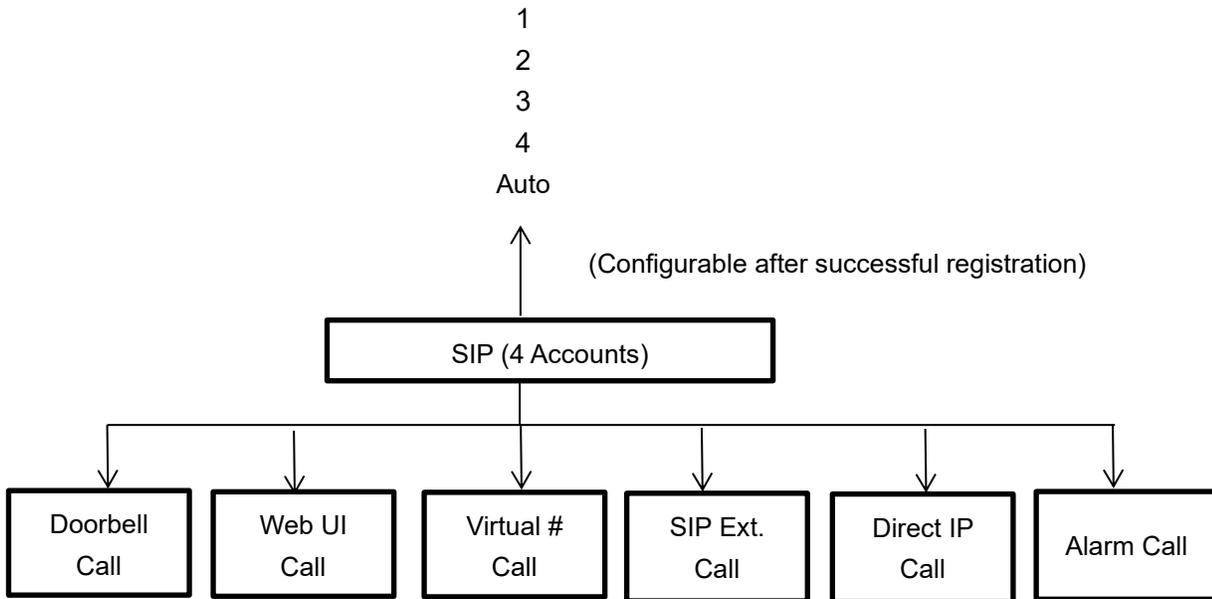 1
2
3
4
Auto
(Configurable after successful registration)
SIP (4 Accounts)
Doorbell
Call
Web UI
Call
Virtual #
Call
SIP Ext.
Call
Direct IP
Call
Alarm Call